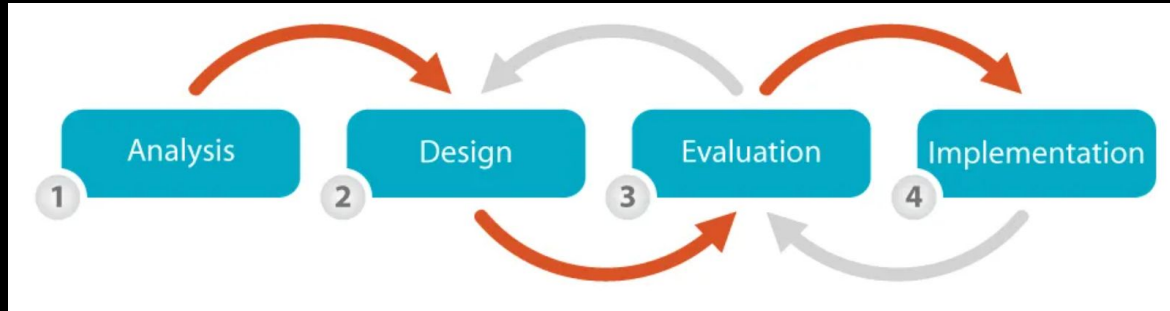 Analysis
1
Design
2
Evaluation
3
Implementation
4